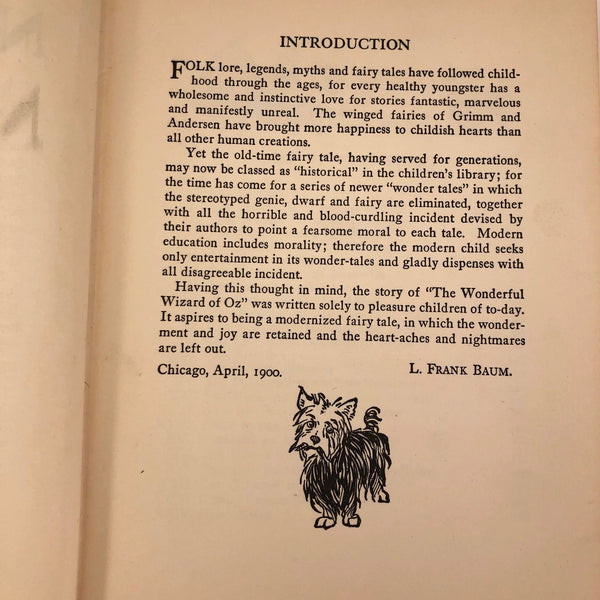 INTRODUCTION
FOLK lore, legends, myths and fairy tales have followed child-
hood through the ages, for every healthy youngster has a
wholesome and instinctive love for stories fantastic, marvelous
and manifestly unreal. The winged fairies of Grimm and
Andersen have brought more happiness to childish hearts than
all other human creations.
Yet the old-time fairy tale, having served for generations,
may now be classed as "historical" in the children's library; for
the time has come for a series of newer "wonder tales" in which
the stereotyped genie, dwarf and fairy are eliminated, together
with all the horrible and blood-curdling incident devised by
their authors to point a fearsome moral to each tale. Modern
education includes morality; therefore the modern child seeks
only entertainment in its wonder-tales and gladly dispenses with
all disagreeable incident.
Having this thought in mind, the story of "The Wonderful
Wizard of Oz" was written solely to pleasure children of to-day.
It aspires to being a modernized fairy tale, in which the wonder-
ment and joy are retained and the heart-aches and nightmares
are left out.
Chicago, April, 1900. L. FRANK BAUM.